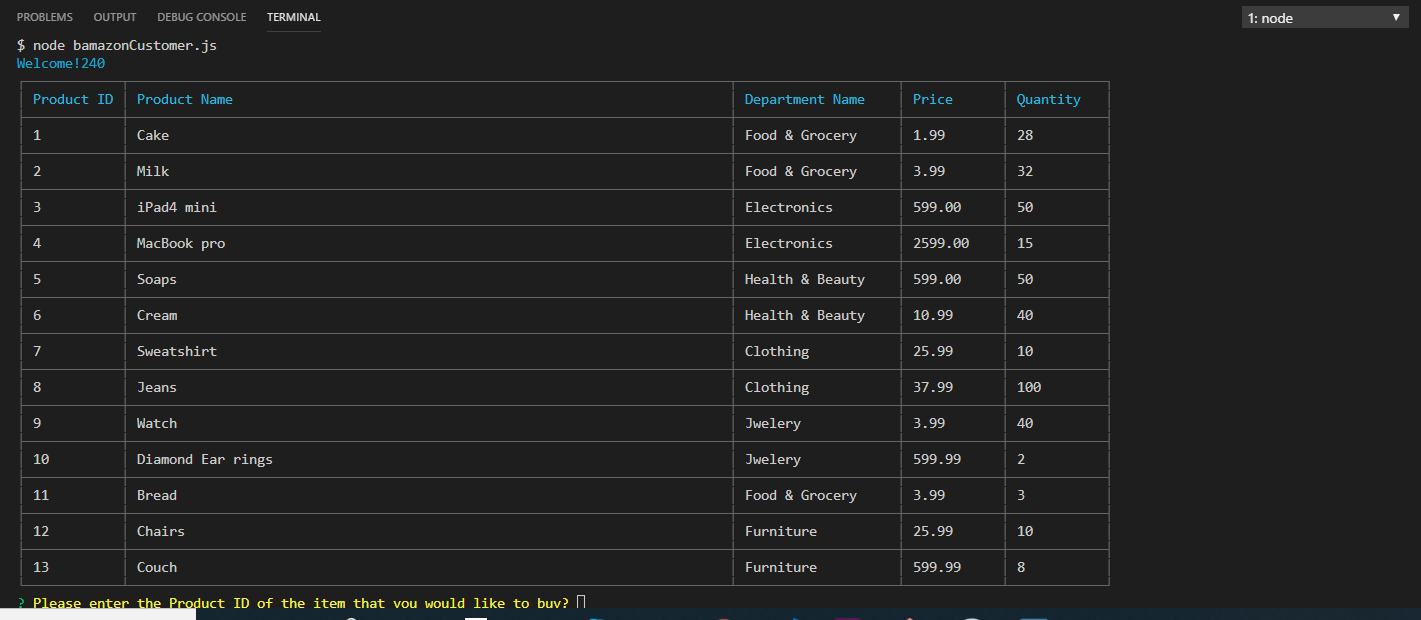 PROBLEMS OUTPUT DEBUG CONSOLE TERMINAL 1: node
$ node bamazonCustomer.js
Welcome!240
Product ID Product Name Department Name Price Quantity
1 Cake Food & Grocery 1.99 28
2 Milk Food & Grocery 3.99 32
3 iPad4 mini Electronics 599.00 50
4 MacBook pro Electronics 2599.00 15
5 Soaps Health & Beauty 599.00 50
6 Cream Health & Beauty 10.99 40
7 Sweatshirt Clothing 25.99 10
8 Jeans Clothing 37.99 100
9 Watch Jwelery 3.99 40
10 Diamond Ear rings Jwelery 599.99 2
11 Bread Food & Grocery 3.99 3
12 Chairs Furniture 25.99 10
13 Couch Furniture 599.99 8
? Please enter the Product ID of the item that you would like to buy?